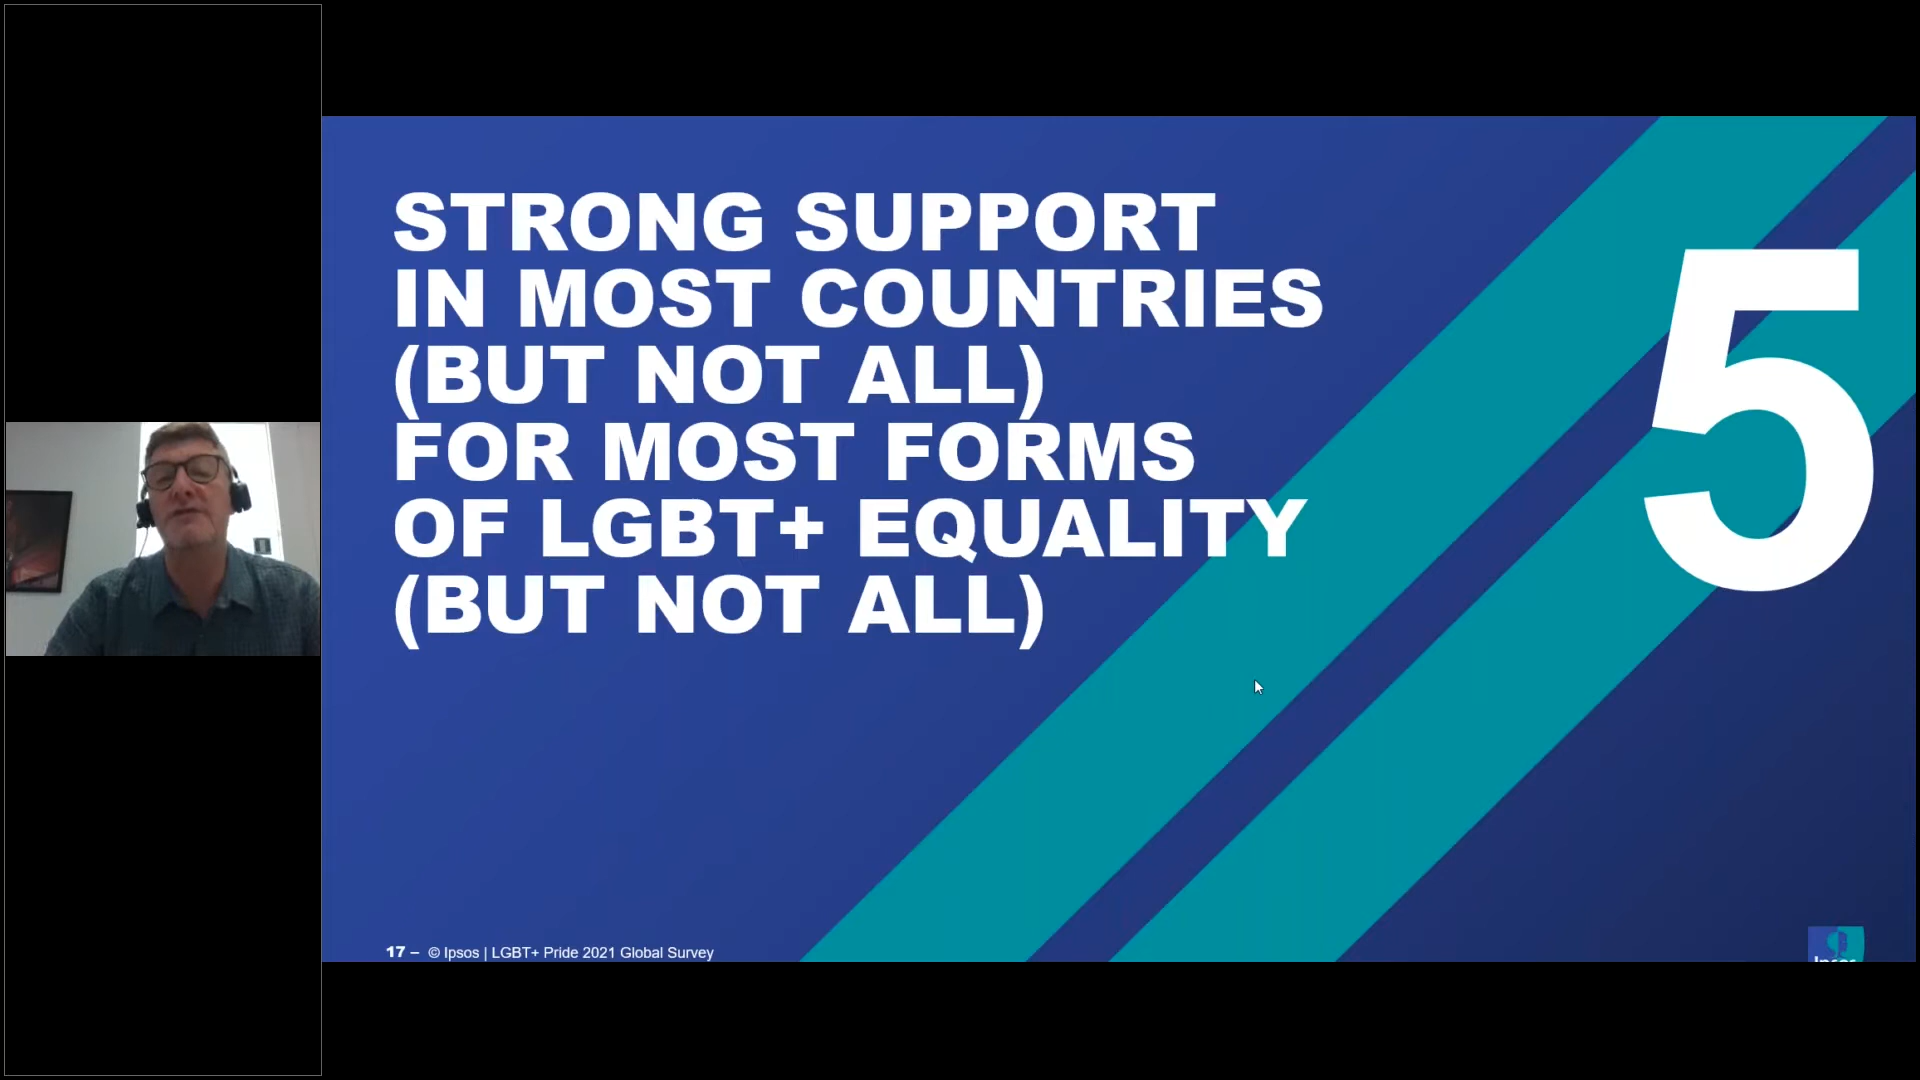 STRONG SUPPORT
IN MOST COUNTRIES
(BUT NOT ALL)
FOR MOST FORMS
OF LGBT+ EQUALITY
(BUT NOT ALL)
5
17 – © Ipsos | LGBT+ Pride 2021 Global Survey
Ipsos